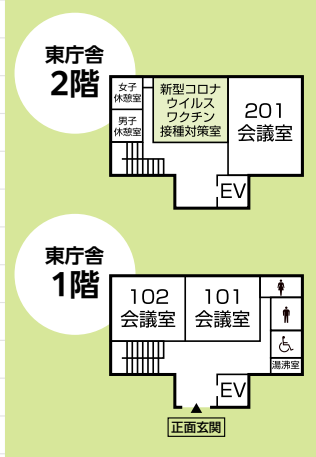 東庁舎
2階
女子
休憩室
男子
休憩室
新型コロナ
ウイルス
ワクチン
接種対策室
201
会議室
EV
東庁舎
1階
102
会議室
101
会議室
湯沸室
EV
正面玄関